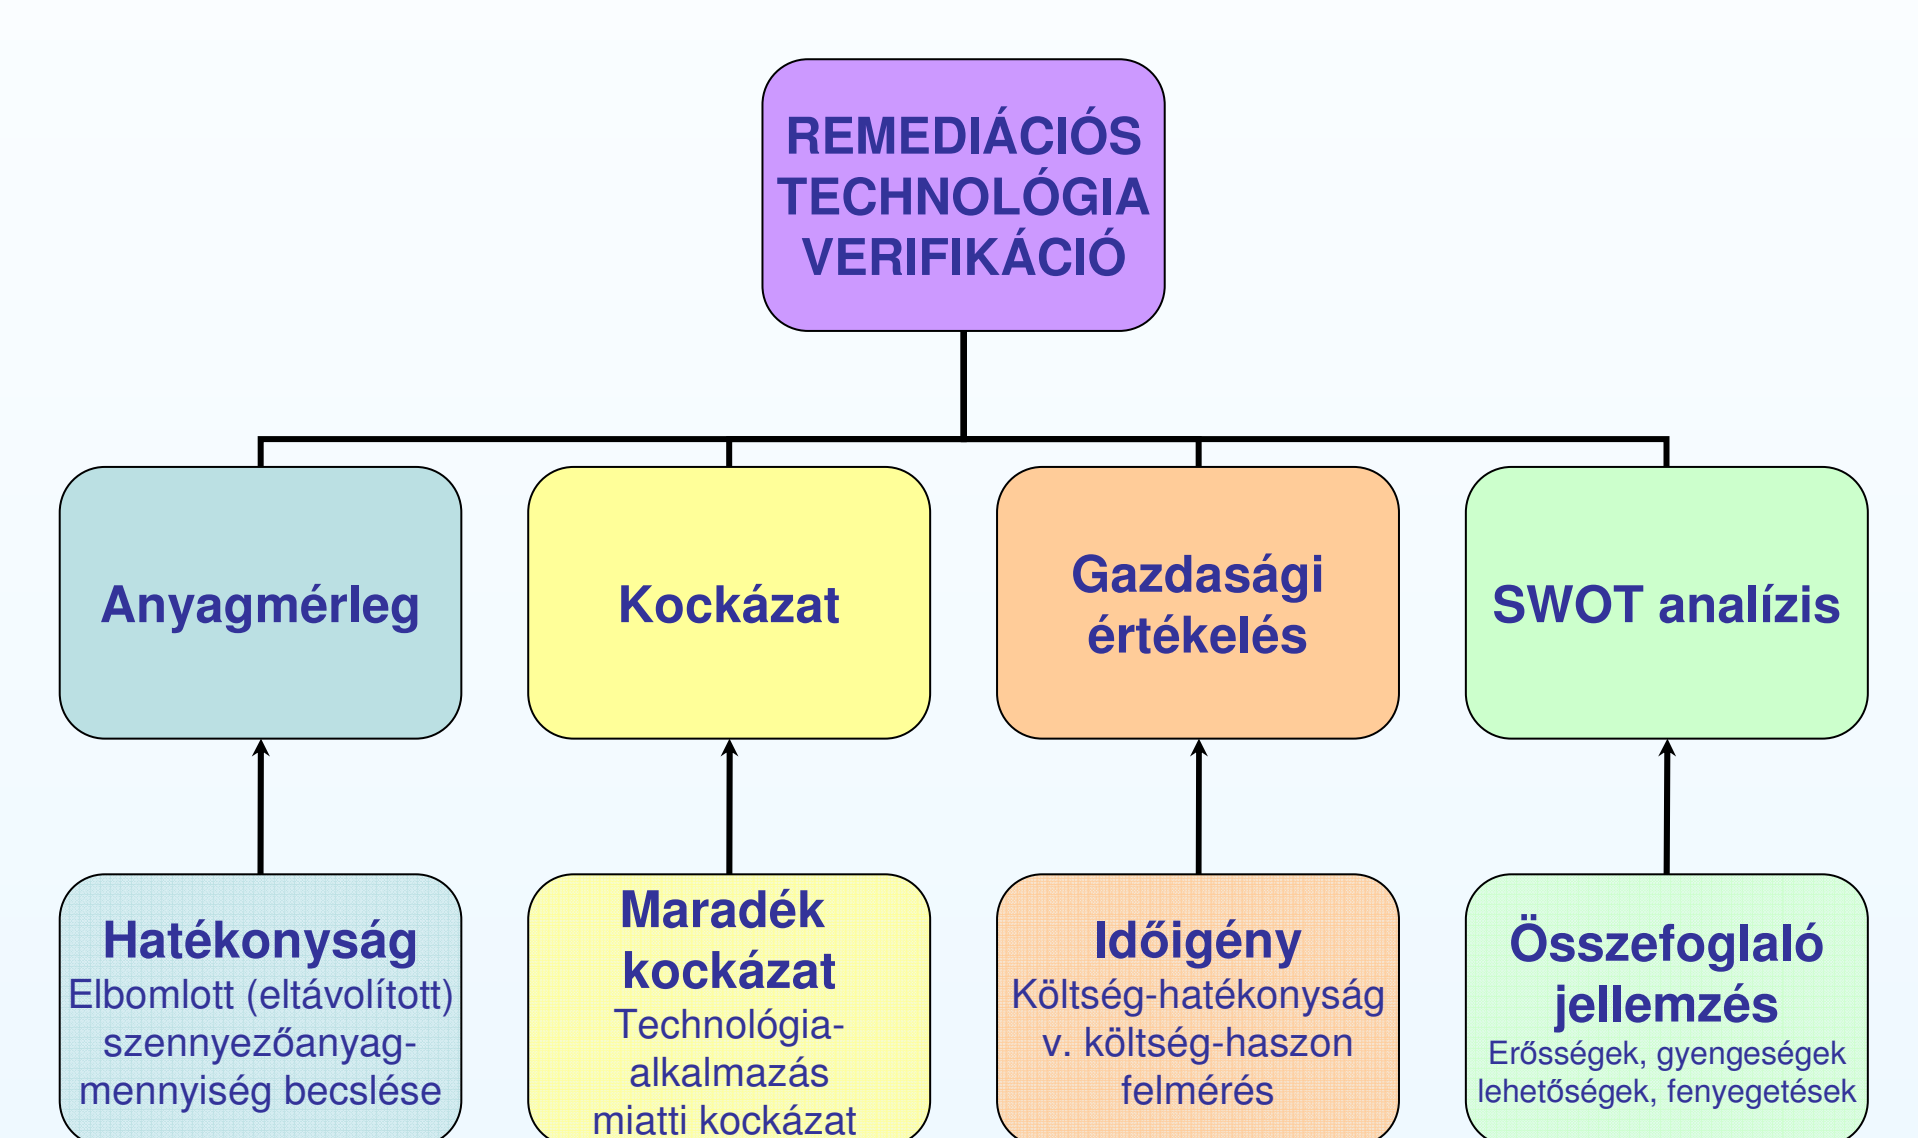 REMEDIÁCIÓS
TECHNOLÓGIA
VERIFIKÁCIÓ
Anyagmérleg
Kockázat
Gazdasági
értékelés
SWOT analízis
Hatékonyság
Elbomlott (eltávolított)
szennyezőanyag-
mennyiség becslése
Maradék
kockázat
Technológia-
alkalmazás
miatti kockázat
Időigény
Költség-hatékonyság
v. költség-haszon
felmérés
Összefoglaló
jellemzés
Erősségek, gyengeségek
lehetőségek, fenyegetések